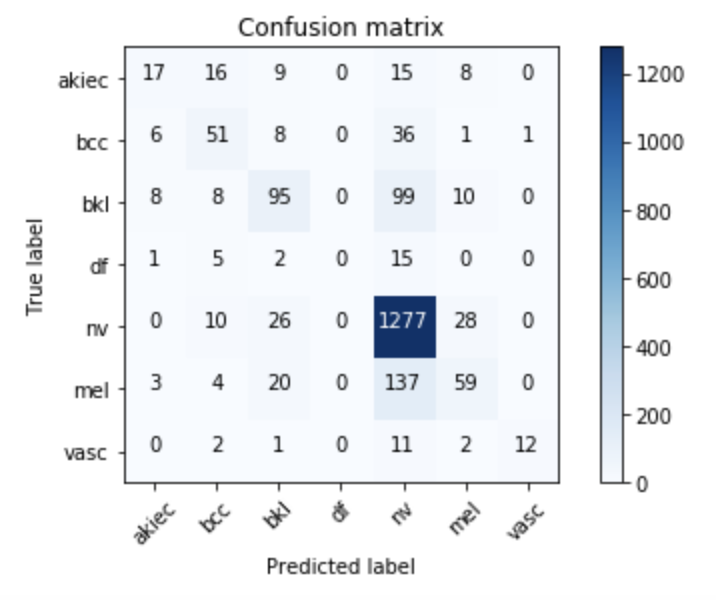 Confusion matrix
True label
akiec 17 16 9 0 15 8 0
bcc 6 51 8 0 36 1 1
bkl 8 8 95 0 99 10 0
df 1 5 2 0 15 0 0
nv 0 10 26 0 1277 28 0
mel 3 4 20 0 137 59 0
vasc 0 2 1 0 11 2 12
akiec bcc bkl df nv mel vasc
Predicted label
1200
1000
800
600
400
200
0